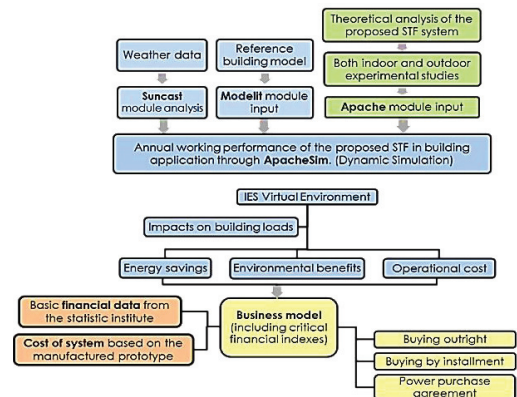 Theoretical analysis of the
proposed STF system
Weather data
Reference
building model
Both indoor and outdoor
experimental studies
Suncast
module analysis
Modelit module
input
Apache module input
Annual working performance of the proposed STF in building
application through ApacheSim. (Dynamic Simulation)
IES Virtual Environment
Impacts on building loads
Energy savings
Environmental benefits
Operational cost
Basic financial data from
the statistic institute
Cost of system based on the
manufactured prototype
Business model
(including critical
financial indexes)
Buying outright
Buying by installment
Power purchase
agreement